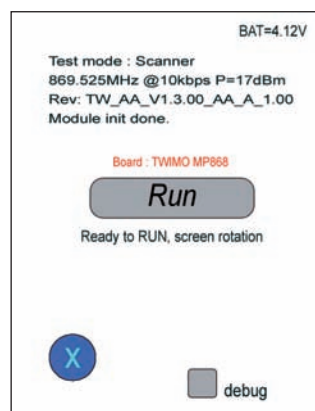 BAT=4.12V
Test mode : Scanner
869.525MHz @10kbps P=17dBm
Rev: TW_AA_V1.3.00_AA_A_1.00
Module init done.
Board : TWIMO MP868
Run
Ready to RUN, screen rotation
X
debug